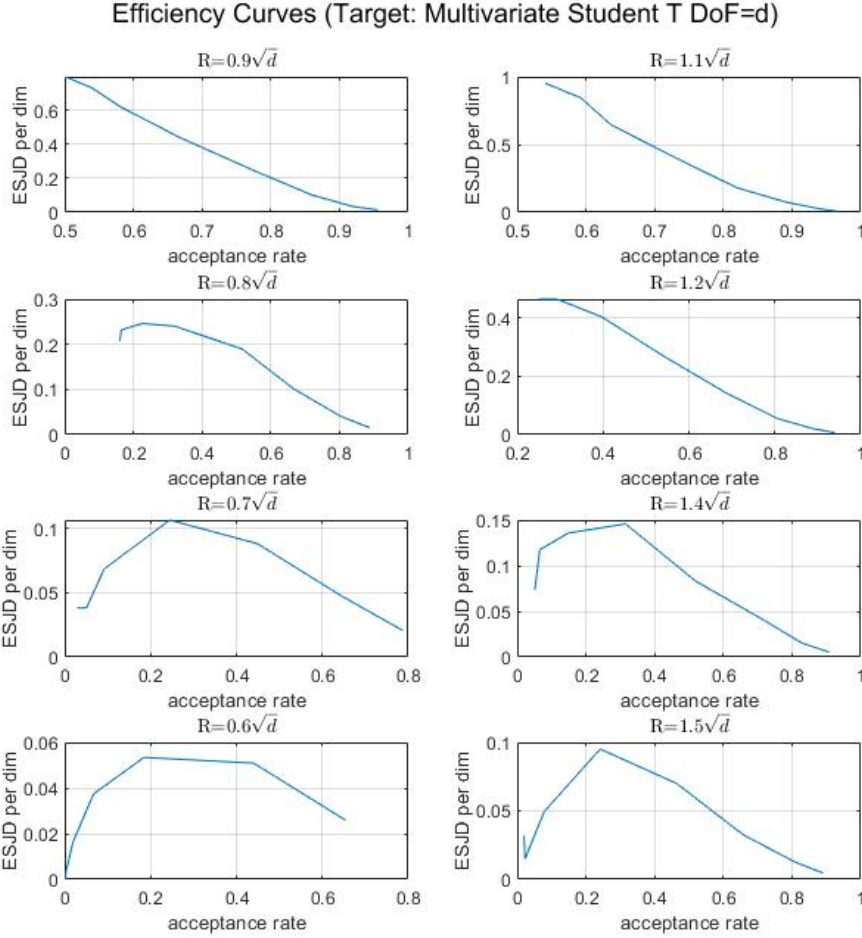 Efficiency Curves (Target: Multivariate Student T DoF=d)
R=0.9√d
ESJD per dim
0.6
0.4
0.2
0
0.5 0.6 0.7 0.8 0.9 1
acceptance rate
R=1.1√d
ESJD per dim
1
0.5
0
0.5 0.6 0.7 0.8 0.9 1
acceptance rate
R=0.8√d
ESJD per dim
0.3
0.2
0.1
0
0 0.2 0.4 0.6 0.8 1
acceptance rate
R=1.2√d
ESJD per dim
0.4
0.2
0
0.2 0.4 0.6 0.8 1
acceptance rate
R=0.7√d
ESJD per dim
0.1
0.05
0
0 0.2 0.4 0.6 0.8
acceptance rate
R=1.4√d
ESJD per dim
0.15
0.1
0.05
0
0 0.2 0.4 0.6 0.8 1
acceptance rate
R=0.6√d
ESJD per dim
0.06
0.04
0.02
0
0 0.2 0.4 0.6 0.8
acceptance rate
R=1.5√d
ESJD per dim
0.1
0.05
0
0 0.2 0.4 0.6 0.8 1
acceptance rate